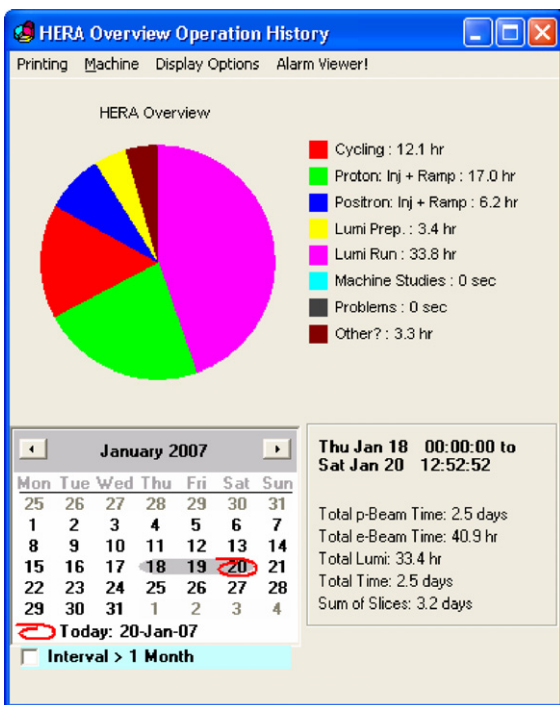 HERA Overview Operation History
Printing Machine Display Options Alarm Viewer!
HERA Overview
Cycling : 12.1 hr
Proton: Inj + Ramp : 17.0 hr
Positron: Inj + Ramp : 6.2 hr
Lumi Prep. : 3.4 hr
Lumi Run : 33.8 hr
Machine Studies : 0 sec
Problems : 0 sec
Other? : 3.3 hr
January 2007
Mon Tue Wed Thu Fri Sat Sun
25 26 27 28 29 30 31
1 2 3 4 5 6 7
8 9 10 11 12 13 14
15 16 17 18 19 20 21
22 23 24 25 26 27 28
29 30 31 1 2 3 4
Today: 20-Jan-07
Interval > 1 Month
Thu Jan 18 00:00:00 to
Sat Jan 20 12:52:52
Total p-Beam Time: 2.5 days
Total e-Beam Time: 40.9 hr
Total Lumi: 33.4 hr
Total Time: 2.5 days
Sum of Slices: 3.2 days